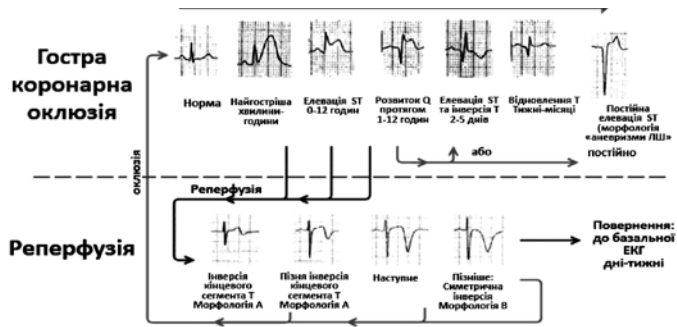 Гостра
коронарна
оклюзія
Норма
Найгостріша
хвилини-
години
Елевація ST
0-12 годин
Розвиток Q
протягом
1-12 годин
Елевація ST
та інверсія Т
2-5 днів
Відновлення Т
Тижні-місяці
Постійна
елевація ST
(морфологія
«аневризми ЛШ»
або
постійно
оклюзія
Реперфузія
Реперфузія
Інверсія
кінцевого
сегмента Т
Морфологія А
Пізня інверсія
кінцевого
сегмента Т
Морфологія А
Наступне
Пізніше:
Симетрична
інверсія
Морфологія В
Повернення:
до базальної
ЕКГ
дні-тижні